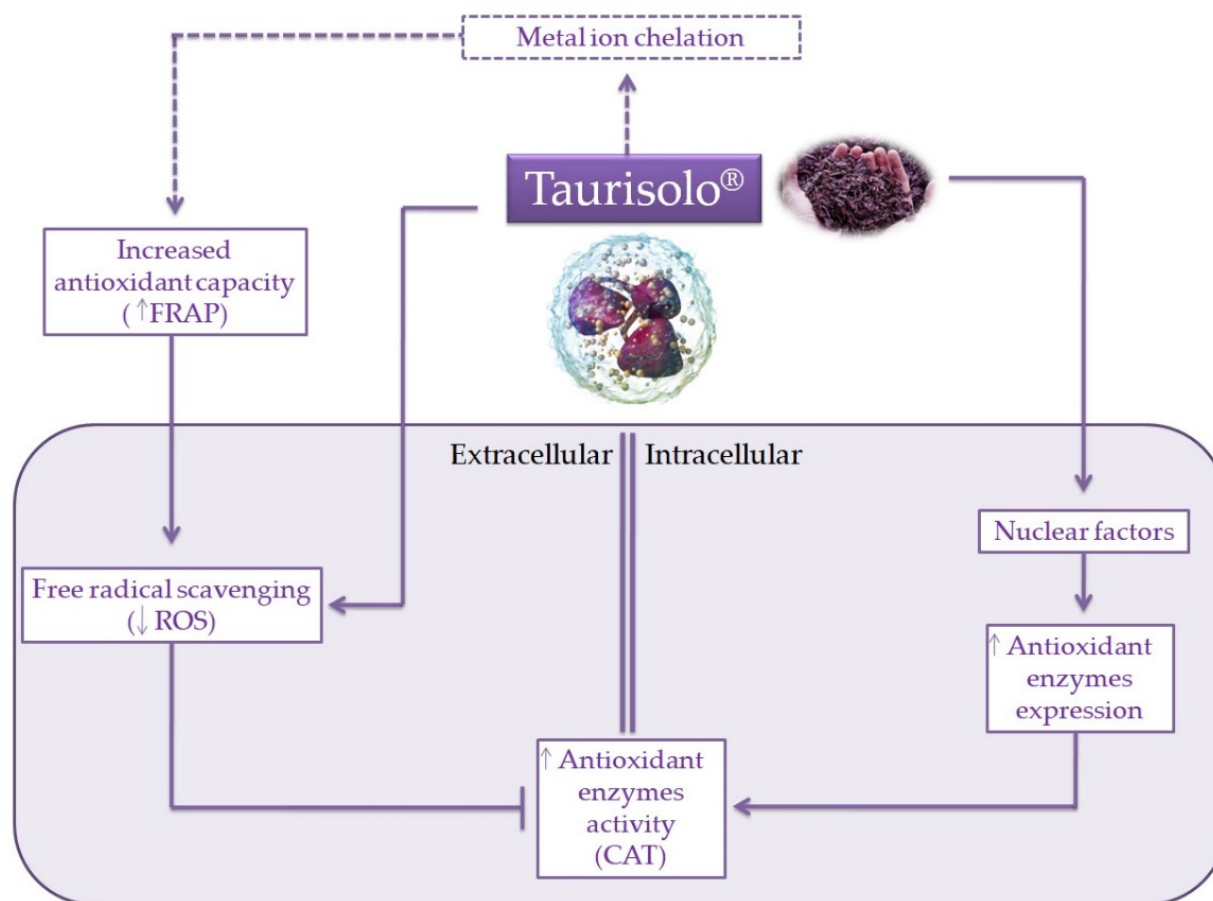 Metal ion chelation
Taurisolo®
Increased
antioxidant capacity
(↑FRAP)
Extracellular
Intracellular
Nuclear factors
Free radical scavenging
(↓ ROS)
↑ Antioxidant
enzymes
expression
↑ Antioxidant
enzymes
activity
(CAT)